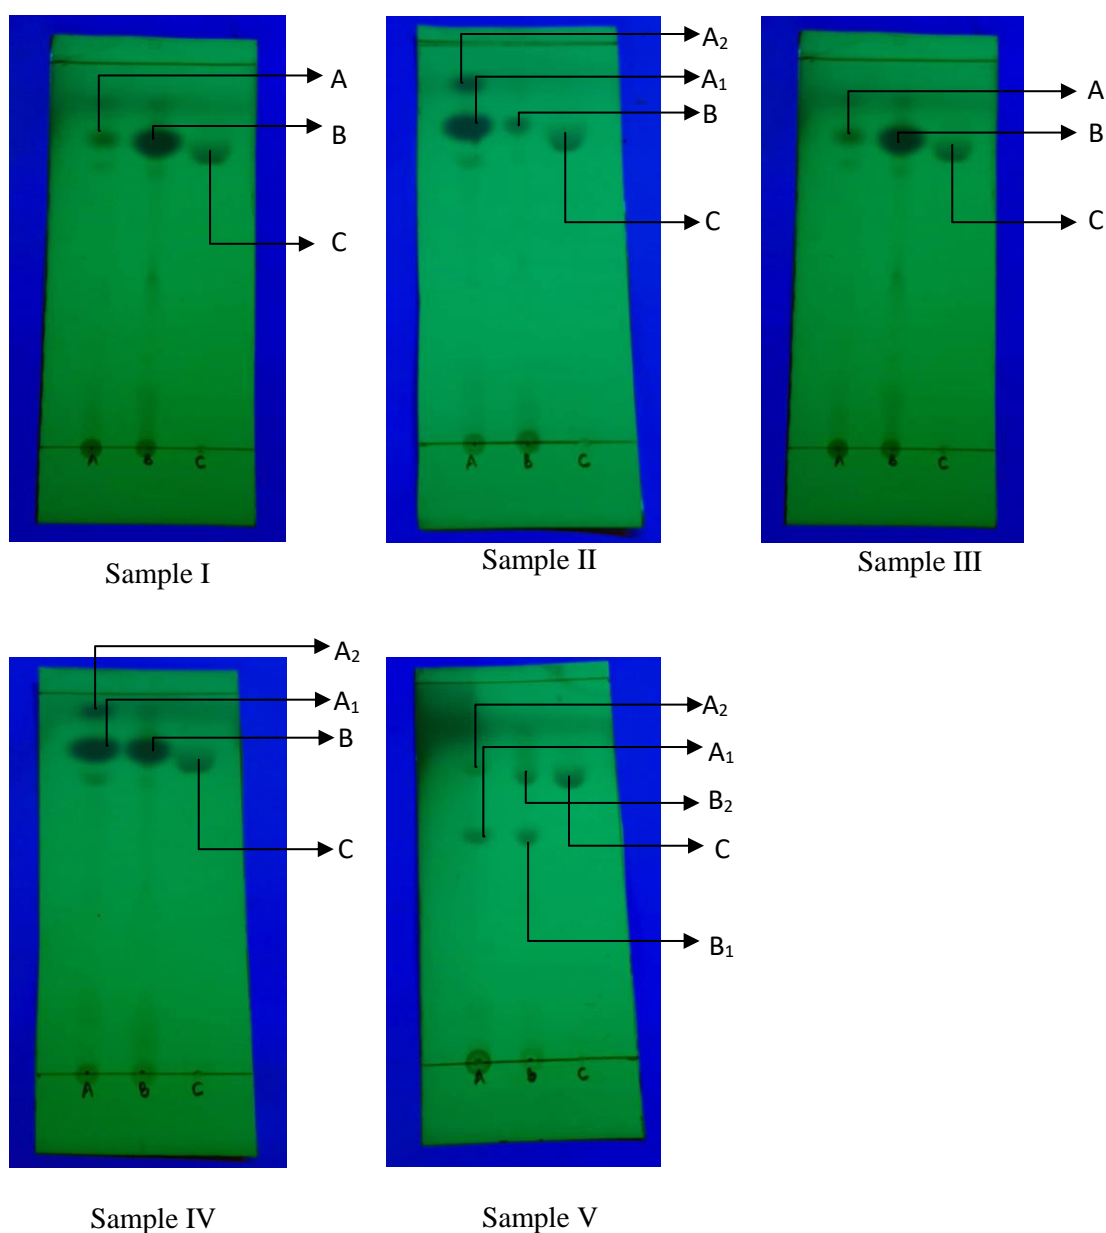 A
B
C
A B C
Sample I
A2
A1
B
C
A B C
Sample II
A
B
C
A B C
Sample III
A2
A1
B
C
A B C
Sample IV
A2
A1
B2
C
B1
A B C
Sample V